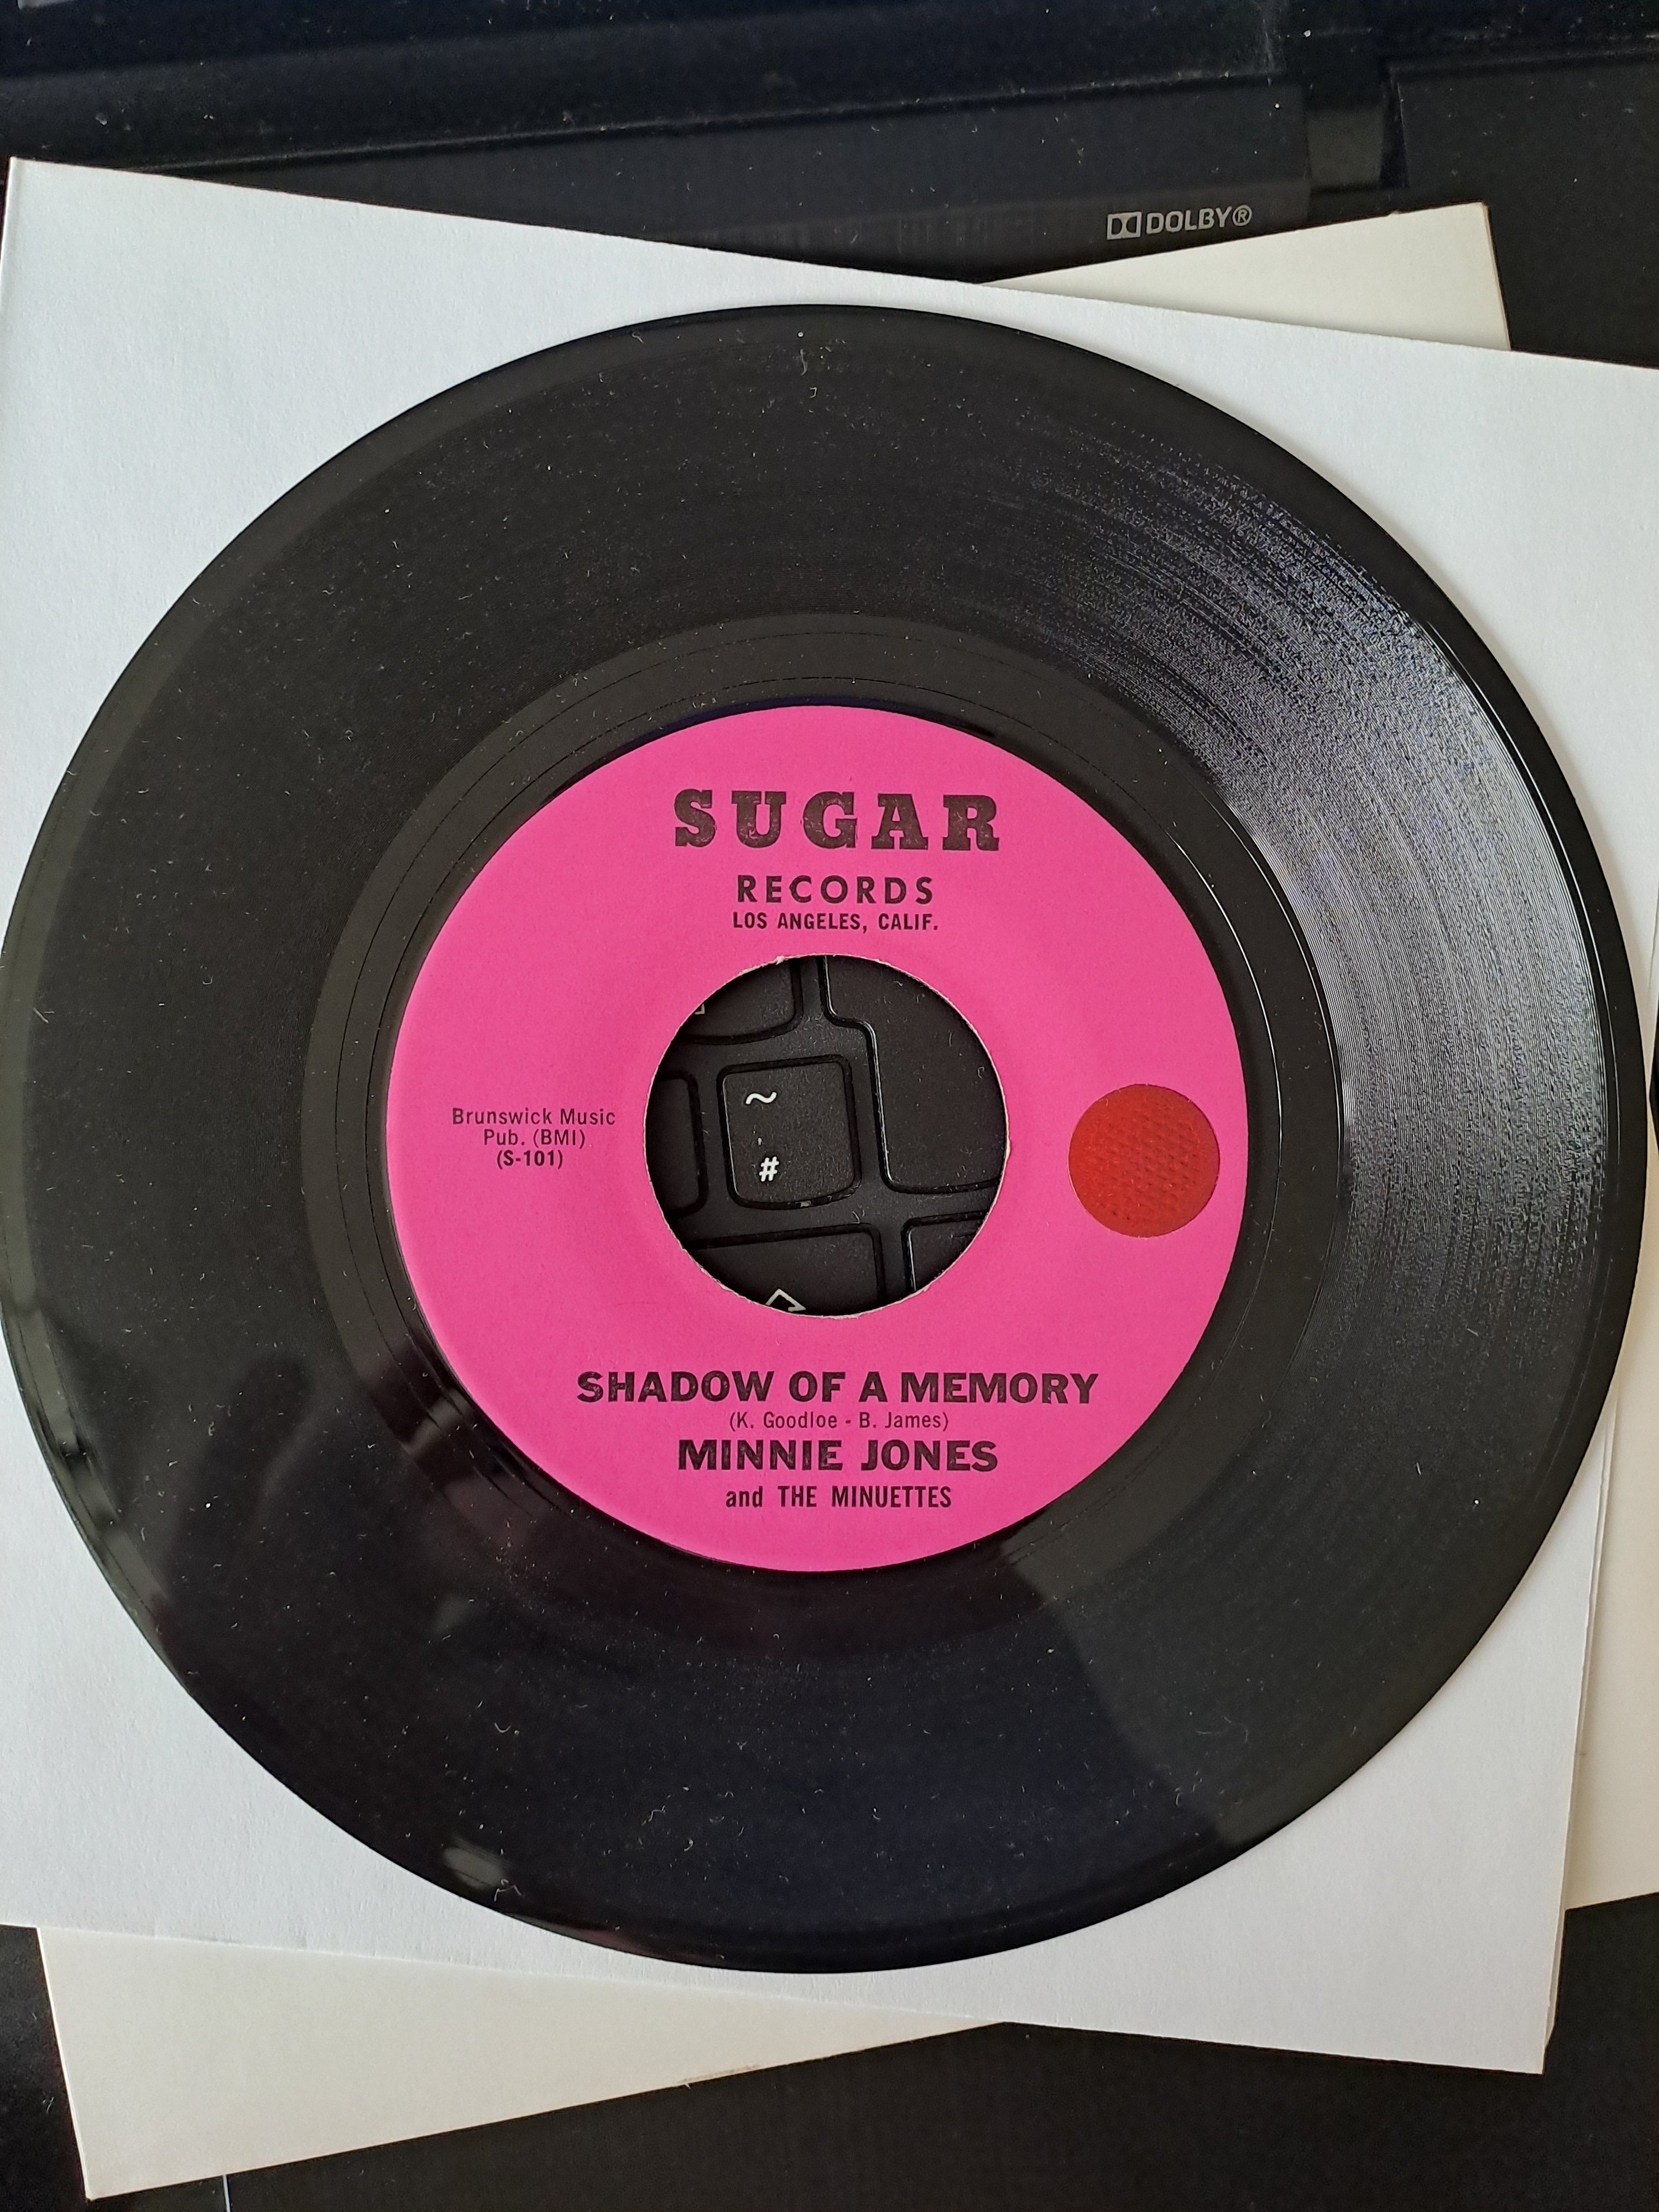 DOLBY®
SUGAR
RECORDS
LOS ANGELES, CALIF.
Brunswick Music
Pub. (BMI)
(S-101)
~
#
SHADOW OF A MEMORY
(K. Goodloe - B. James)
MINNIE JONES
and THE MINUETTES